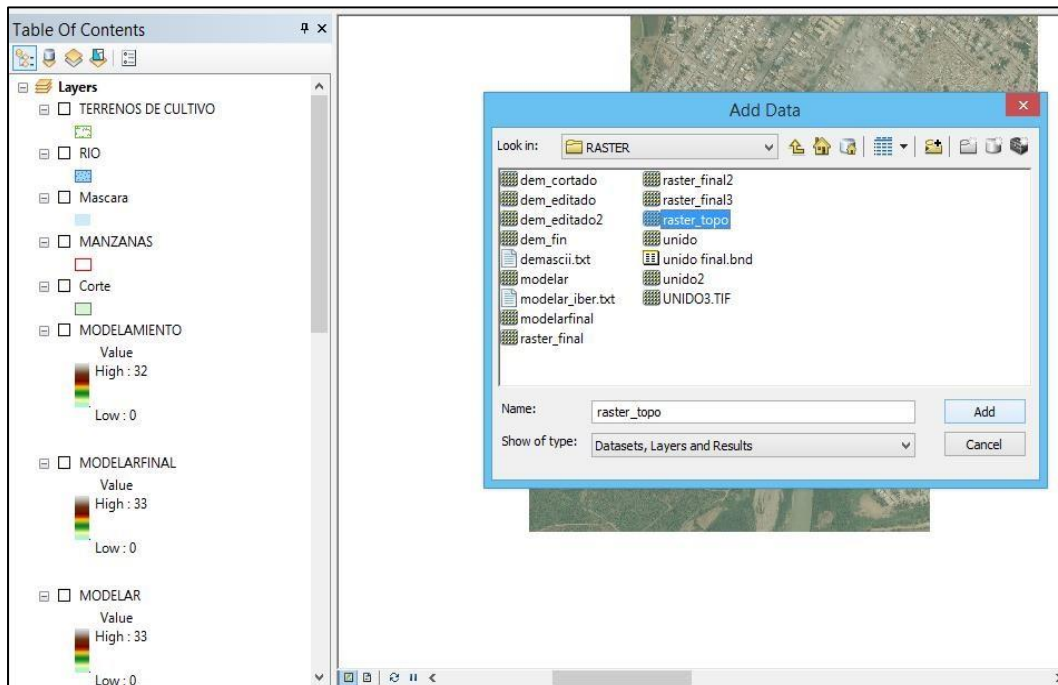 Table Of Contents
Layers
TERRENOS DE CULTIVO
RIO
Mascara
MANZANAS
Corte
MODELAMIENTO
Value
High : 32
Low : 0
MODELARFINAL
Value
High : 33
Low : 0
MODELAR
Value
High : 33
Low : 0
Add Data
Look in: RASTER
dem_cortado
dem_editado
dem_editado2
dem_fin
demascii.txt
modelar
modelar_iber.txt
modelarfinal
raster_final
raster_final2
raster_final3
raster_topo
unido
unido final.bnd
unido2
UNIDO3.TIF
Name: raster_topo Add
Show of type: Datasets, Layers and Results Cancel